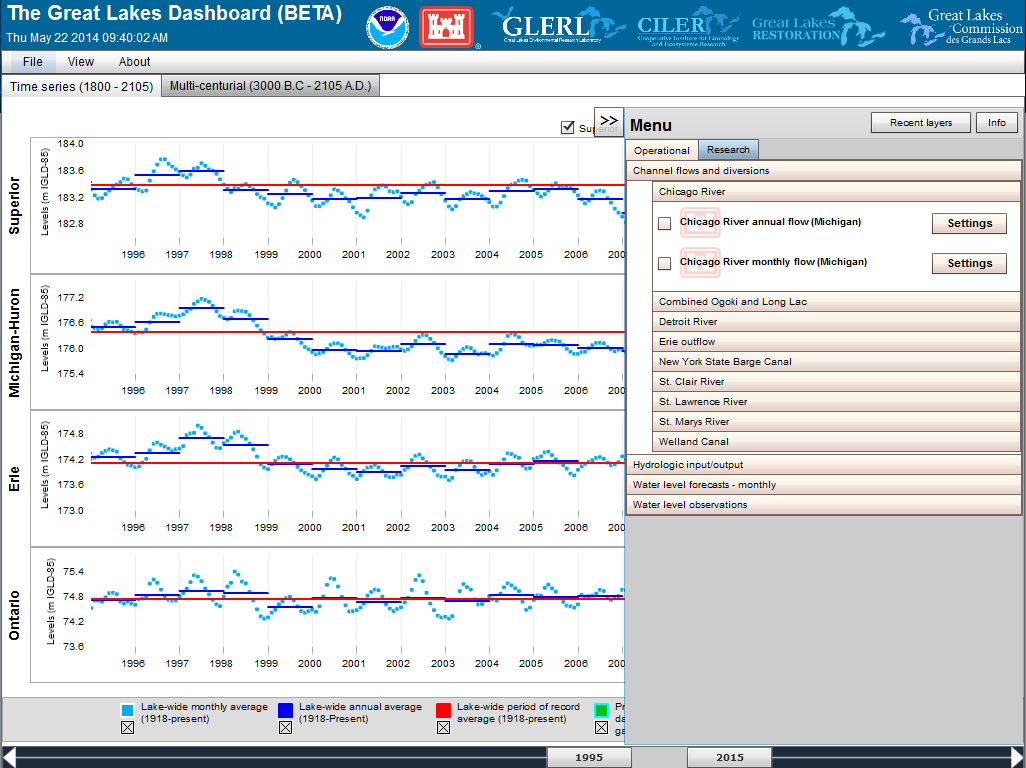 The Great Lakes Dashboard (BETA)
Thu May 22 2014 09:40:02 AM
NOAA
GLERL
Great Lakes Environmental Research Laboratory
CILER
Cooperative Institute for Limnology
and Ecosystems Research
Great Lakes
RESTORATION
Great Lakes
Commission
des Grands Lacs
File View About
Time series (1800 - 2105) Multi-centurial (3000 B.C - 2105 A.D.)
Superior
>>
Menu
Recent layers
Info
Operational Research
Channel flows and diversions
Chicago River
Chicago River annual flow (Michigan)
Settings
Chicago River monthly flow (Michigan)
Settings
Combined Ogoki and Long Lac
Detroit River
Erie outflow
New York State Barge Canal
St. Clair River
St. Lawrence River
St. Marys River
Welland Canal
Hydrologic input/output
Water level forecasts - monthly
Water level observations
Superior
Levels (m IGLD-85)
184.0
183.6
183.2
182.8
1996 1997 1998 1999 2000 2001 2002 2003 2004 2005 2006 200
Michigan-Huron
Levels (m IGLD-85)
177.2
176.6
176.0
175.4
1996 1997 1998 1999 2000 2001 2002 2003 2004 2005 2006 200
Erie
Levels (m IGLD-85)
174.8
174.2
173.6
173.0
1996 1997 1998 1999 2000 2001 2002 2003 2004 2005 2006 200
Ontario
Levels (m IGLD-85)
75.4
74.8
74.2
73.6
1996 1997 1998 1999 2000 2001 2002 2003 2004 2005 2006 200
Lake-wide monthly average
(1918-present)
Lake-wide annual average
(1918-Present)
Lake-wide period of record
average (1918-present)
Pr
da
ga
1995 2015